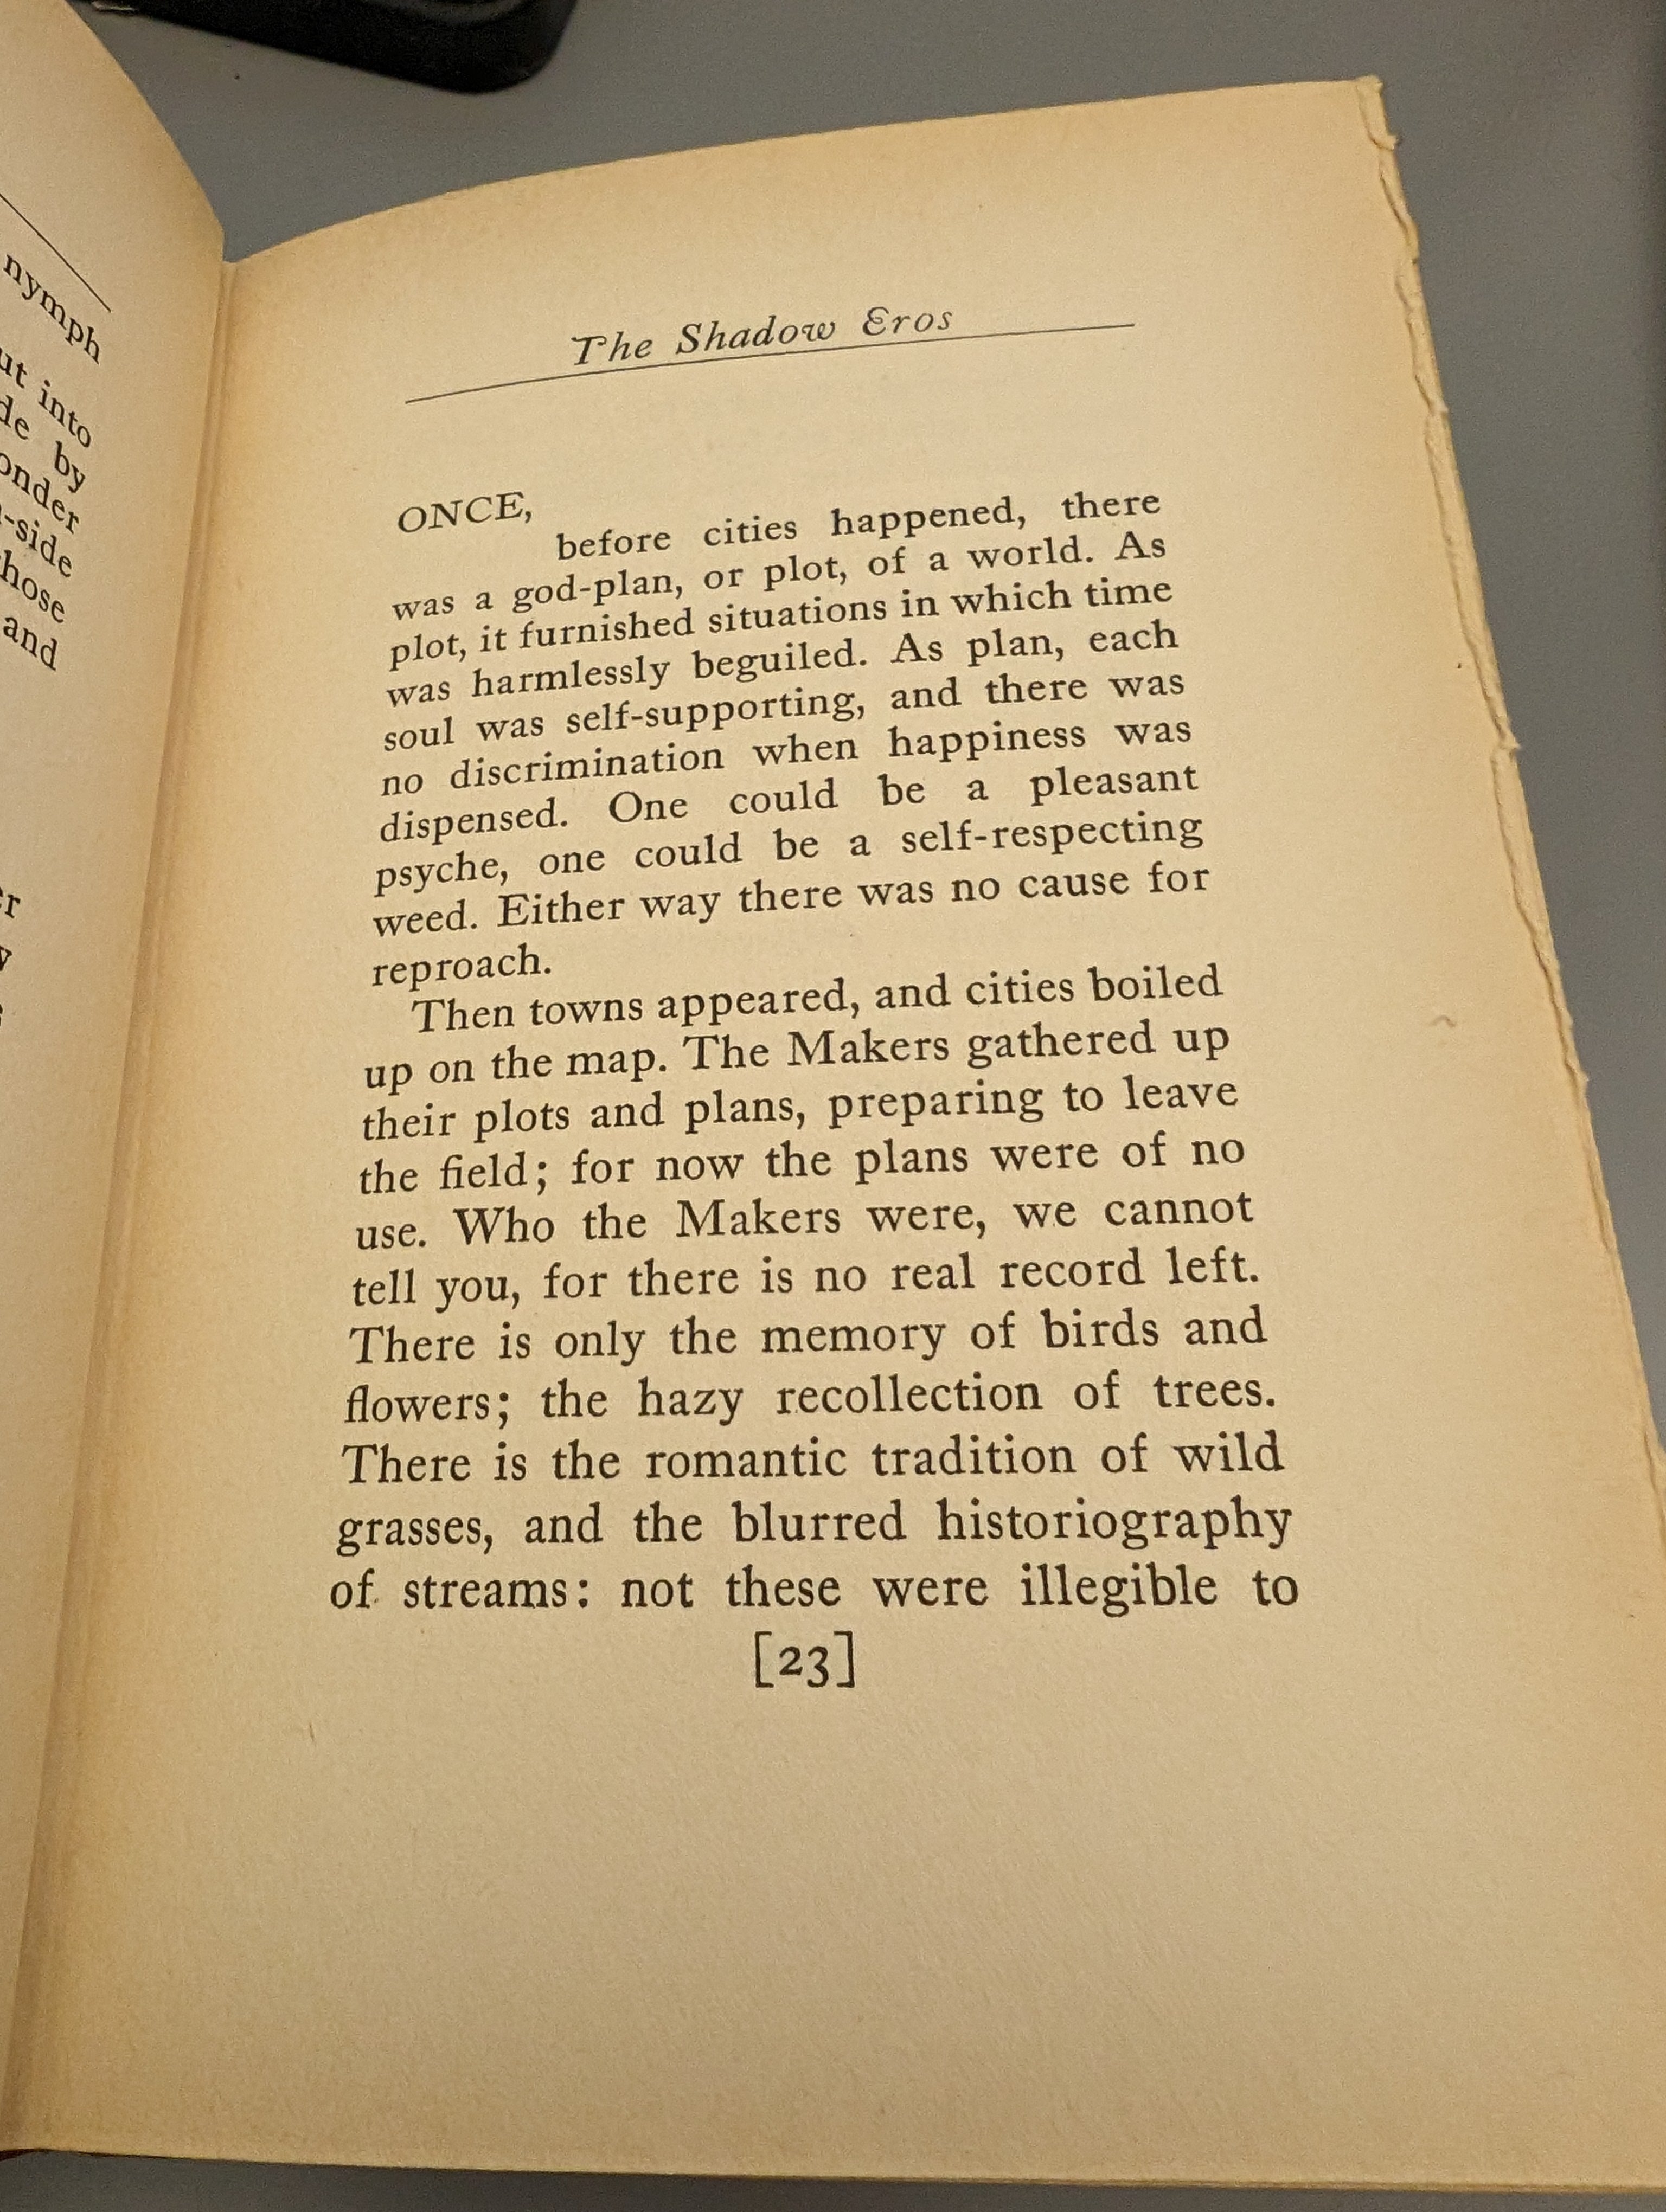 nymph
into
by
and
The Shadow Eros
ONCE,
before cities happened, there
was a god-plan, or plot, of a world. As
plot, it furnished situations in which time
was harmlessly beguiled. As plan, each
soul was self-supporting, and there was
no discrimination when happiness was
dispensed. One could be a pleasant
psyche, one could be a self-respecting
weed. Either way there was no cause for
reproach.
Then towns appeared, and cities boiled
up on the map. The Makers gathered up
their plots and plans, preparing to leave
the field; for now the plans were of no
use. Who the Makers were, we cannot
tell you, for there is no real record left.
There is only the memory of birds and
flowers; the hazy recollection of trees.
There is the romantic tradition of wild
grasses, and the blurred historiography
of streams: not these were illegible to
[23]